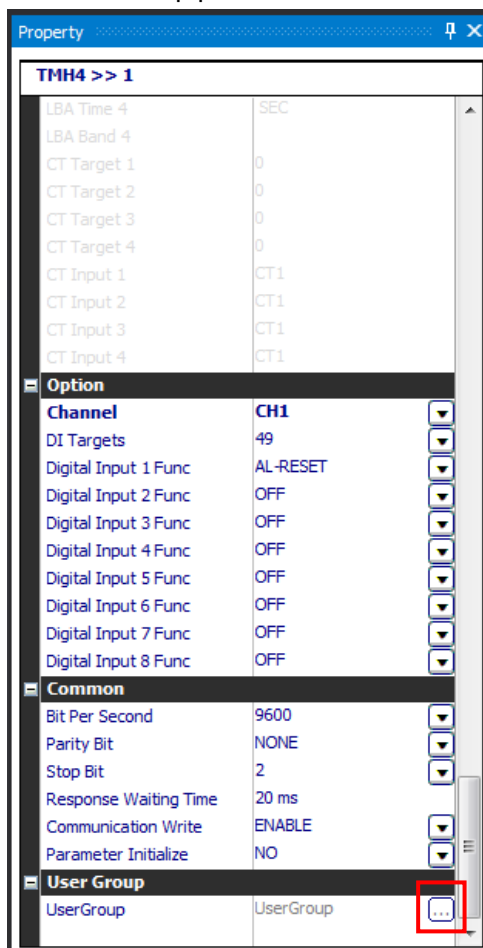 Property
TMH4 >> 1
LBA Time 4 SEC
LBA Band 4
CT Target 1 0
CT Target 2 0
CT Target 3 0
CT Target 4 0
CT Input 1 CT1
CT Input 2 CT1
CT Input 3 CT1
CT Input 4 CT1
Option
Channel CH1
DI Targets 49
Digital Input 1 Func AL-RESET
Digital Input 2 Func OFF
Digital Input 3 Func OFF
Digital Input 4 Func OFF
Digital Input 5 Func OFF
Digital Input 6 Func OFF
Digital Input 7 Func OFF
Digital Input 8 Func OFF
Common
Bit Per Second 9600
Parity Bit NONE
Stop Bit 2
Response Waiting Time 20 ms
Communication Write ENABLE
Parameter Initialize NO
User Group
UserGroup UserGroup ...